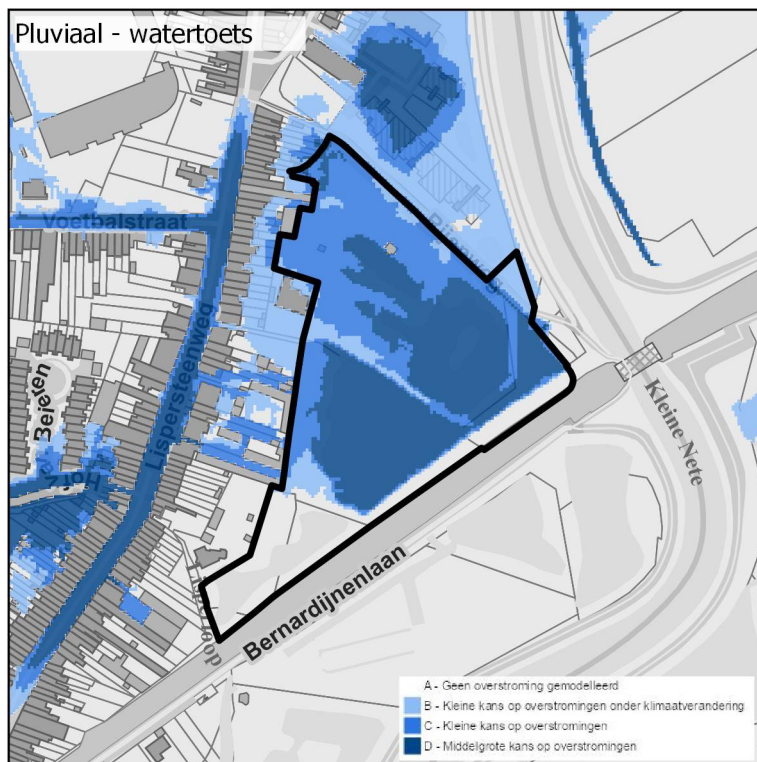 Pluviaal - watertoets
Voetbalstraat
Lispersteenweg
Beieren
Kleine Nete
Bernardijnenlaan
A - Geen overstroming gemodelleerd
B - Kleine kans op overstromingen onder klimaatverandering
C - Kleine kans op overstromingen
D - Middelgrote kans op overstromingen